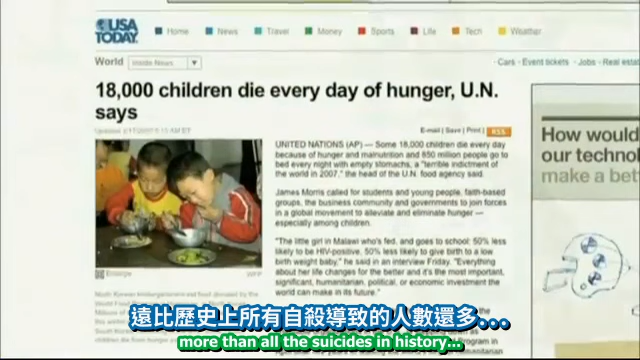 USA TODAY
Home News Travel Money Sports Life Tech Weather
World Inside News
Cars · Event tickets · Jobs · Real estat
18,000 children die every day of hunger, U.N.
says
E-mail | Save | Print | RSS
UNITED NATIONS (AP) — Some 18,000 children die every day
because of hunger and malnutrition and 850 million people go to
bed every night with empty stomachs, a "terrible indictment of
the world in 2007," the head of the U.N. food agency said.
James Morris called for students and young people, faith-based
groups, the business community and governments to join forces
in a global movement to alleviate and eliminate hunger —
especially among children.
"The little girl in Malawi who's fed, and goes to school: 50% less
likely to be HIV-positive, 50% less likely to give birth to a low
birth weight baby," he said in an interview Friday. "Everything
about her life changes for the better and it's the most important,
significant, humanitarian, political, or economic investment the
world can make in its future."
Enlarge
WFP
How would
our technol
make a bett
遠比歷史上所有自殺導致的人數還多...
more than all the suicides in history...